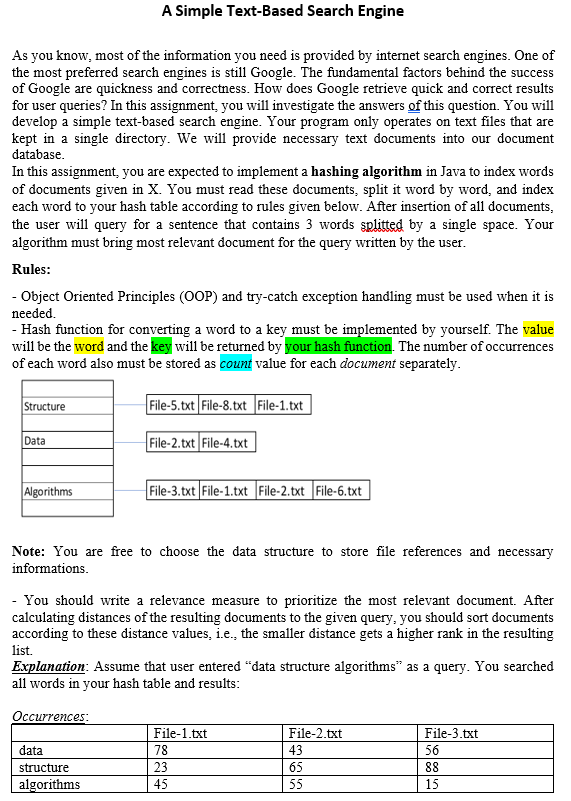 A Simple Text-Based Search Engine
As you know, most of the information you need is provided by internet search engines. One of
the most preferred search engines is still Google. The fundamental factors behind the success
of Google are quickness and correctness. How does Google retrieve quick and correct results
for user queries? In this assignment, you will investigate the answers of this question. You will
develop a simple text-based search engine. Your program only operates on text files that are
kept in a single directory. We will provide necessary text documents into our document
database.
In this assignment, you are expected to implement a hashing algorithm in Java to index words
of documents given in X. You must read these documents, split it word by word, and index
each word to your hash table according to rules given below. After insertion of all documents,
the user will query for a sentence that contains 3 words splitted by a single space. Your
algorithm must bring most relevant document for the query written by the user.
Rules:
- Object Oriented Principles (OOP) and try-catch exception handling must be used when it is
needed.
- Hash function for converting a word to a key must be implemented by yourself. The value
will be the word and the key will be returned by your hash function. The number of occurrences
of each word also must be stored as count value for each document separately.
Structure File-5.txt File-8.txt File-1.txt
Data File-2.txt File-4.txt
Algorithms File-3.txt File-1.txt File-2.txt File-6.txt
Note: You are free to choose the data structure to store file references and necessary
informations.
- You should write a relevance measure to prioritize the most relevant document. After
calculating distances of the resulting documents to the given query, you should sort documents
according to these distance values, i.e., the smaller distance gets a higher rank in the resulting
list.
Explanation: Assume that user entered “data structure algorithms” as a query. You searched
all words in your hash table and results:
Occurrences:
File-1.txt File-2.txt File-3.txt
data 78 43 56
structure 23 65 88
algorithms 45 55 15